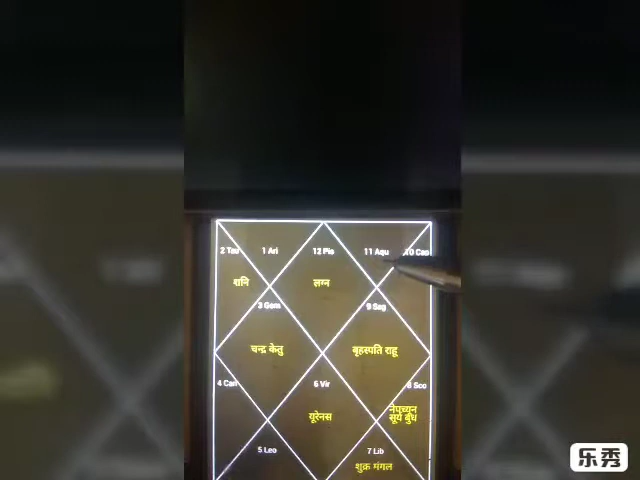 2 Tau 1 Ari 12 Pis 11 Aqu 10 Cap
शनि लग्न
3 Gem 9 Sag
चन्द्र केतु बृहस्पति राहू
4 Can 6 Vir 8 Sco
यूरेनस नेपच्यून
सूर्य बुध
5 Leo 7 Lib
शुक्र मंगल
乐秀